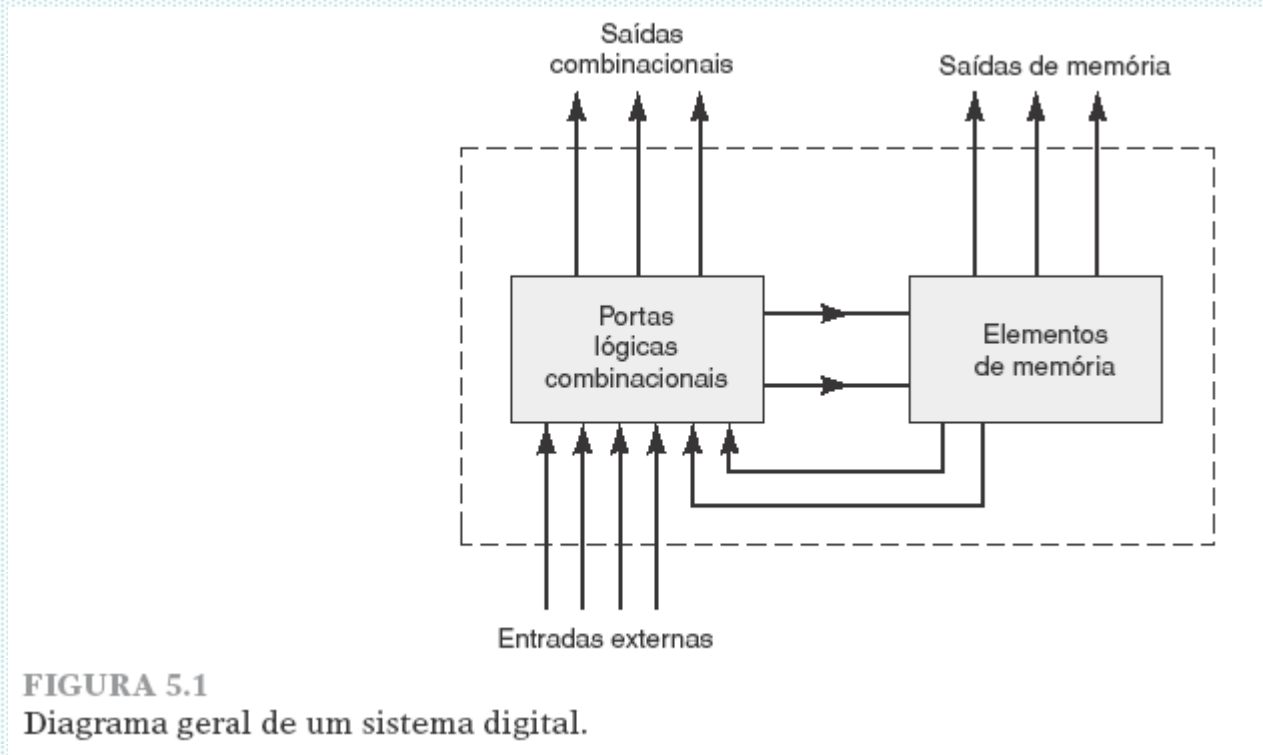 Saídas
combinacionais
Saídas de memória
Portas
lógicas
combinacionais
Elementos
de memória
Entradas externas
FIGURA 5.1
Diagrama geral de um sistema digital.